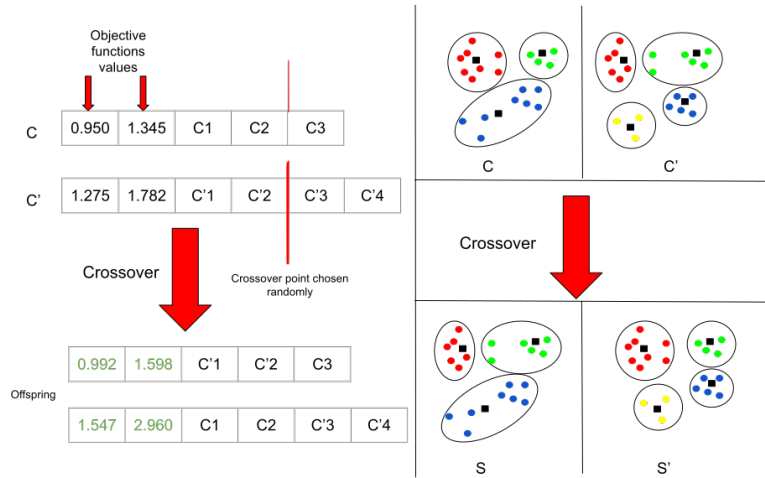 Objective
functions
values
C
0.950 1.345 C1 C2 C3
C'
1.275 1.782 C'1 C'2 C'3 C'4
Crossover
Crossover point chosen
randomly
Offspring
0.992 1.598 C'1 C'2 C3
1.547 2.960 C1 C2 C'3 C'4
C C'
Crossover
S S'